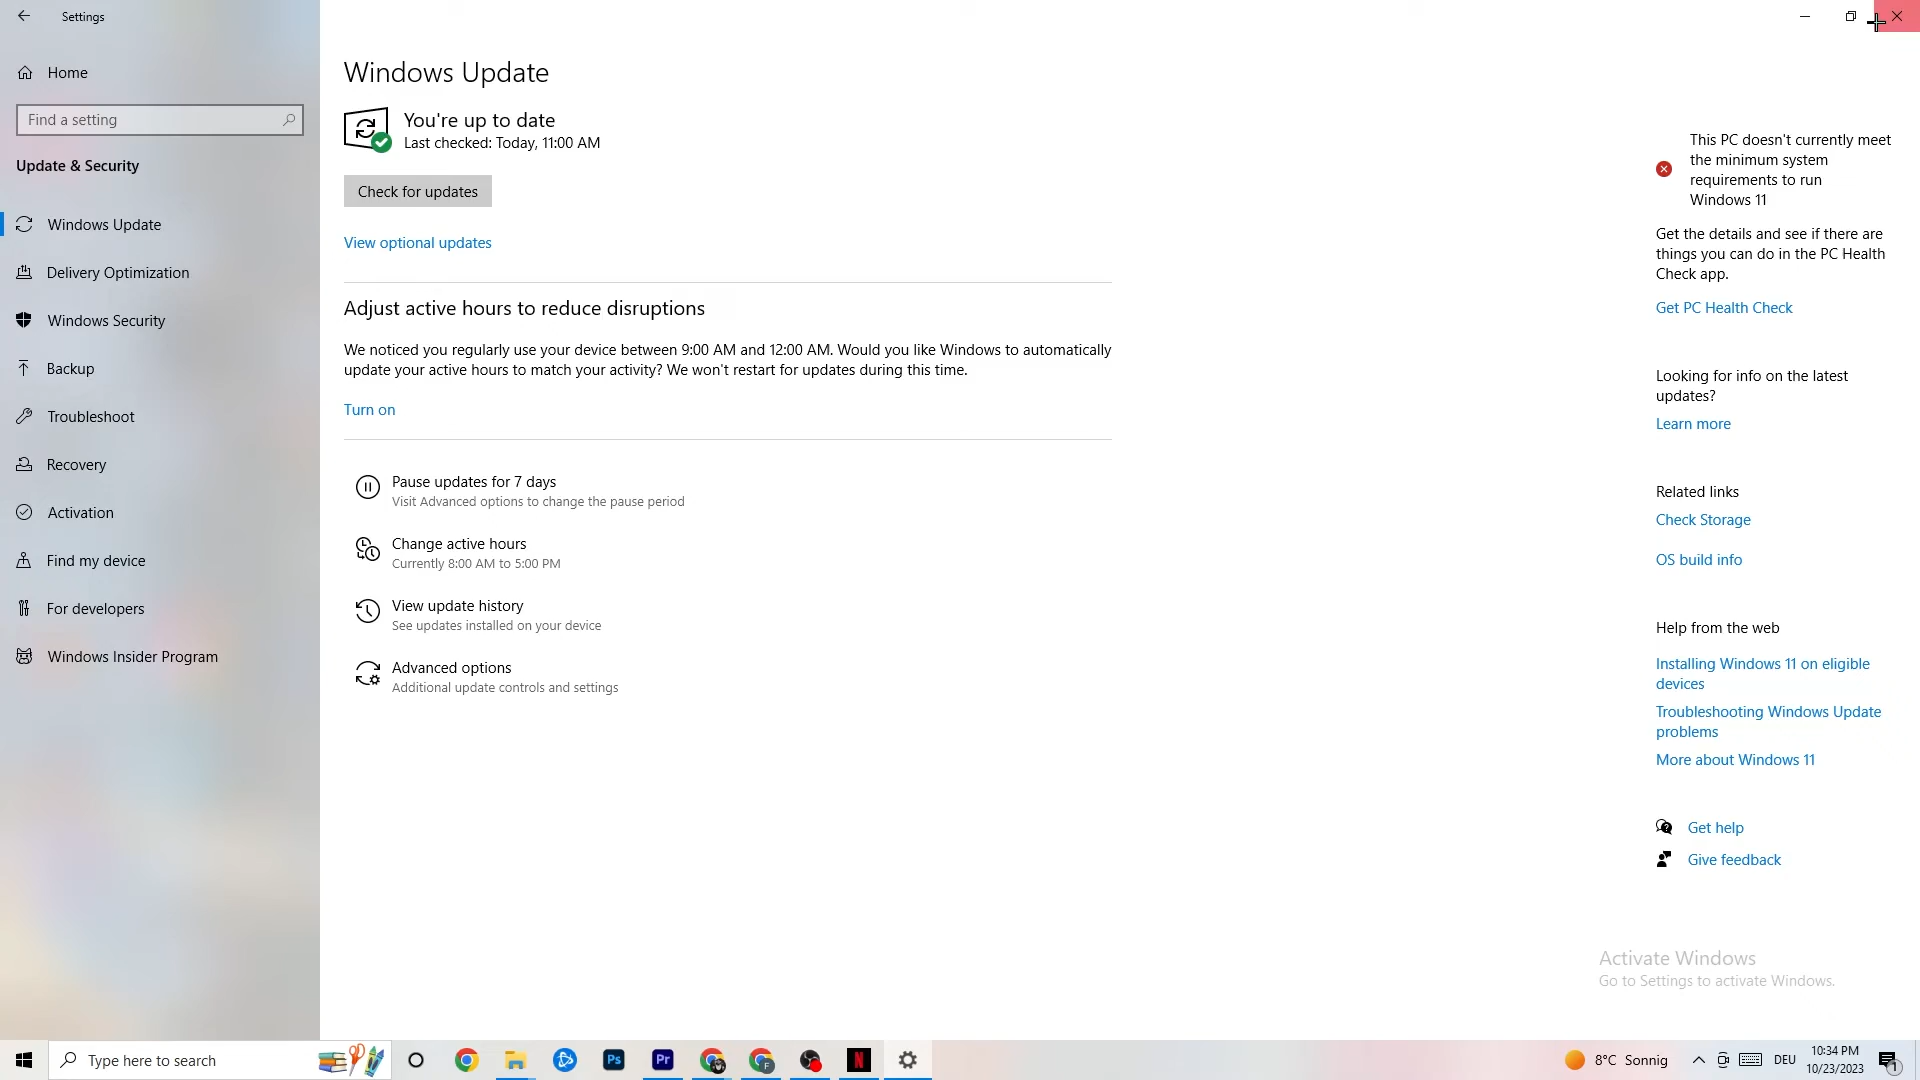 Settings
Home
Find a setting
Update & Security
Windows Update
Delivery Optimization
Windows Security
Backup
Troubleshoot
Recovery
Activation
Find my device
For developers
Windows Insider Program
Windows Update
You're up to date
Last checked: Today, 11:00 AM
Check for updates
View optional updates
Adjust active hours to reduce disruptions
We noticed you regularly use your device between 9:00 AM and 12:00 AM. Would you like Windows to automatically
update your active hours to match your activity? We won't restart for updates during this time.
Turn on
Pause updates for 7 days
Visit Advanced options to change the pause period
Change active hours
Currently 8:00 AM to 5:00 PM
View update history
See updates installed on your device
Advanced options
Additional update controls and settings
This PC doesn't currently meet
the minimum system
requirements to run
Windows 11
Get the details and see if there are
things you can do in the PC Health
Check app.
Get PC Health Check
Looking for info on the latest
updates?
Learn more
Related links
Check Storage
OS build info
Help from the web
Installing Windows 11 on eligible
devices
Troubleshooting Windows Update
problems
More about Windows 11
Get help
Give feedback
Activate Windows
Go to Settings to activate Windows.
Type here to search
Ps
Pr
F
N
8°C Sonnig
DEU
10:34 PM
10/23/2023
1